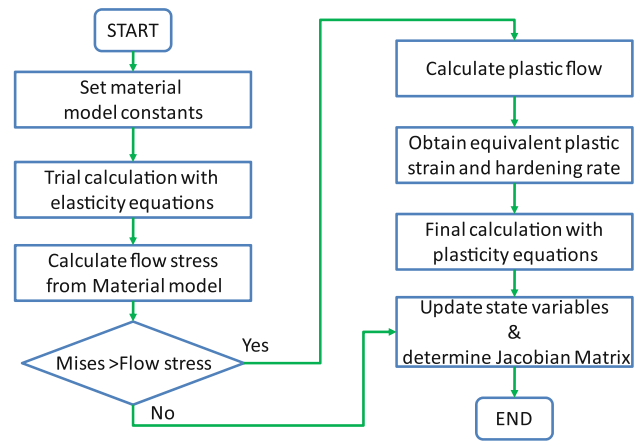 START
Set material
model constants
Trial calculation with
elasticity equations
Calculate flow stress
from Material model
Mises >Flow stress
Yes
No
Calculate plastic flow
Obtain equivalent plastic
strain and hardening rate
Final calculation with
plasticity equations
Update state variables
&
determine Jacobian Matrix
END